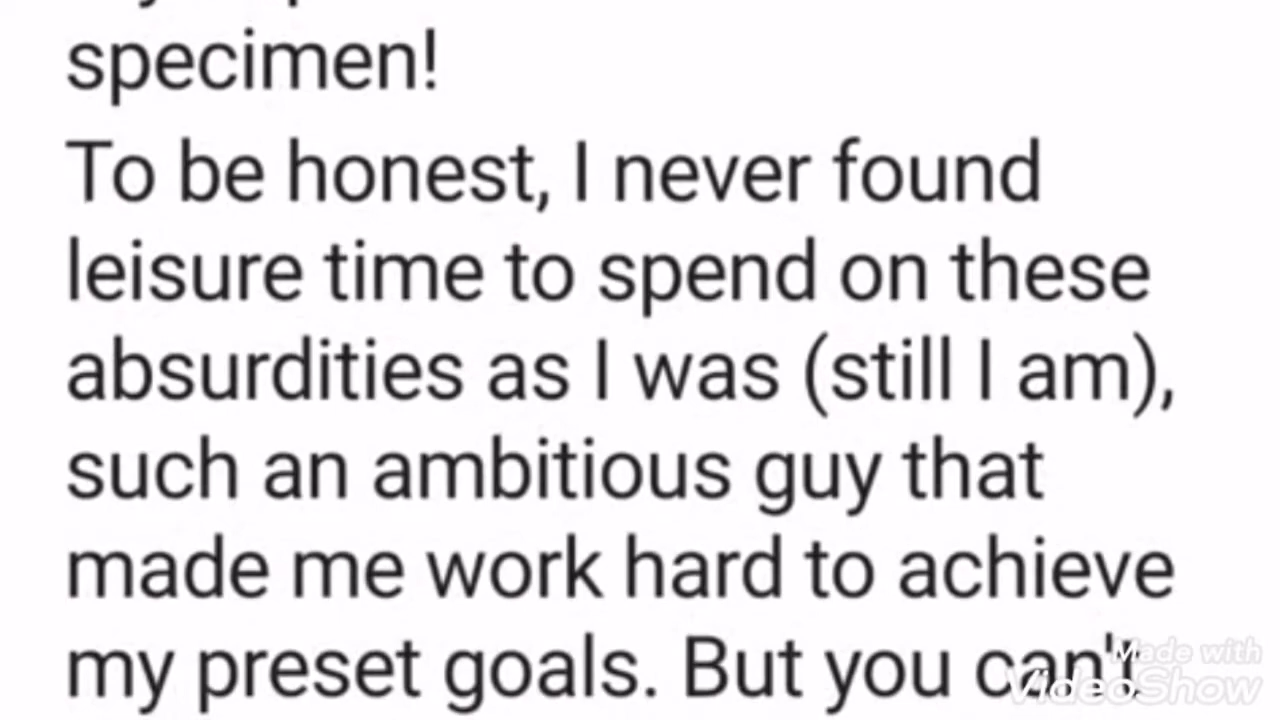 specimen!
To be honest, I never found
leisure time to spend on these
absurdities as I was (still I am),
such an ambitious guy that
made me work hard to achieve
my preset goals. But you can't
Made with
VideoShow